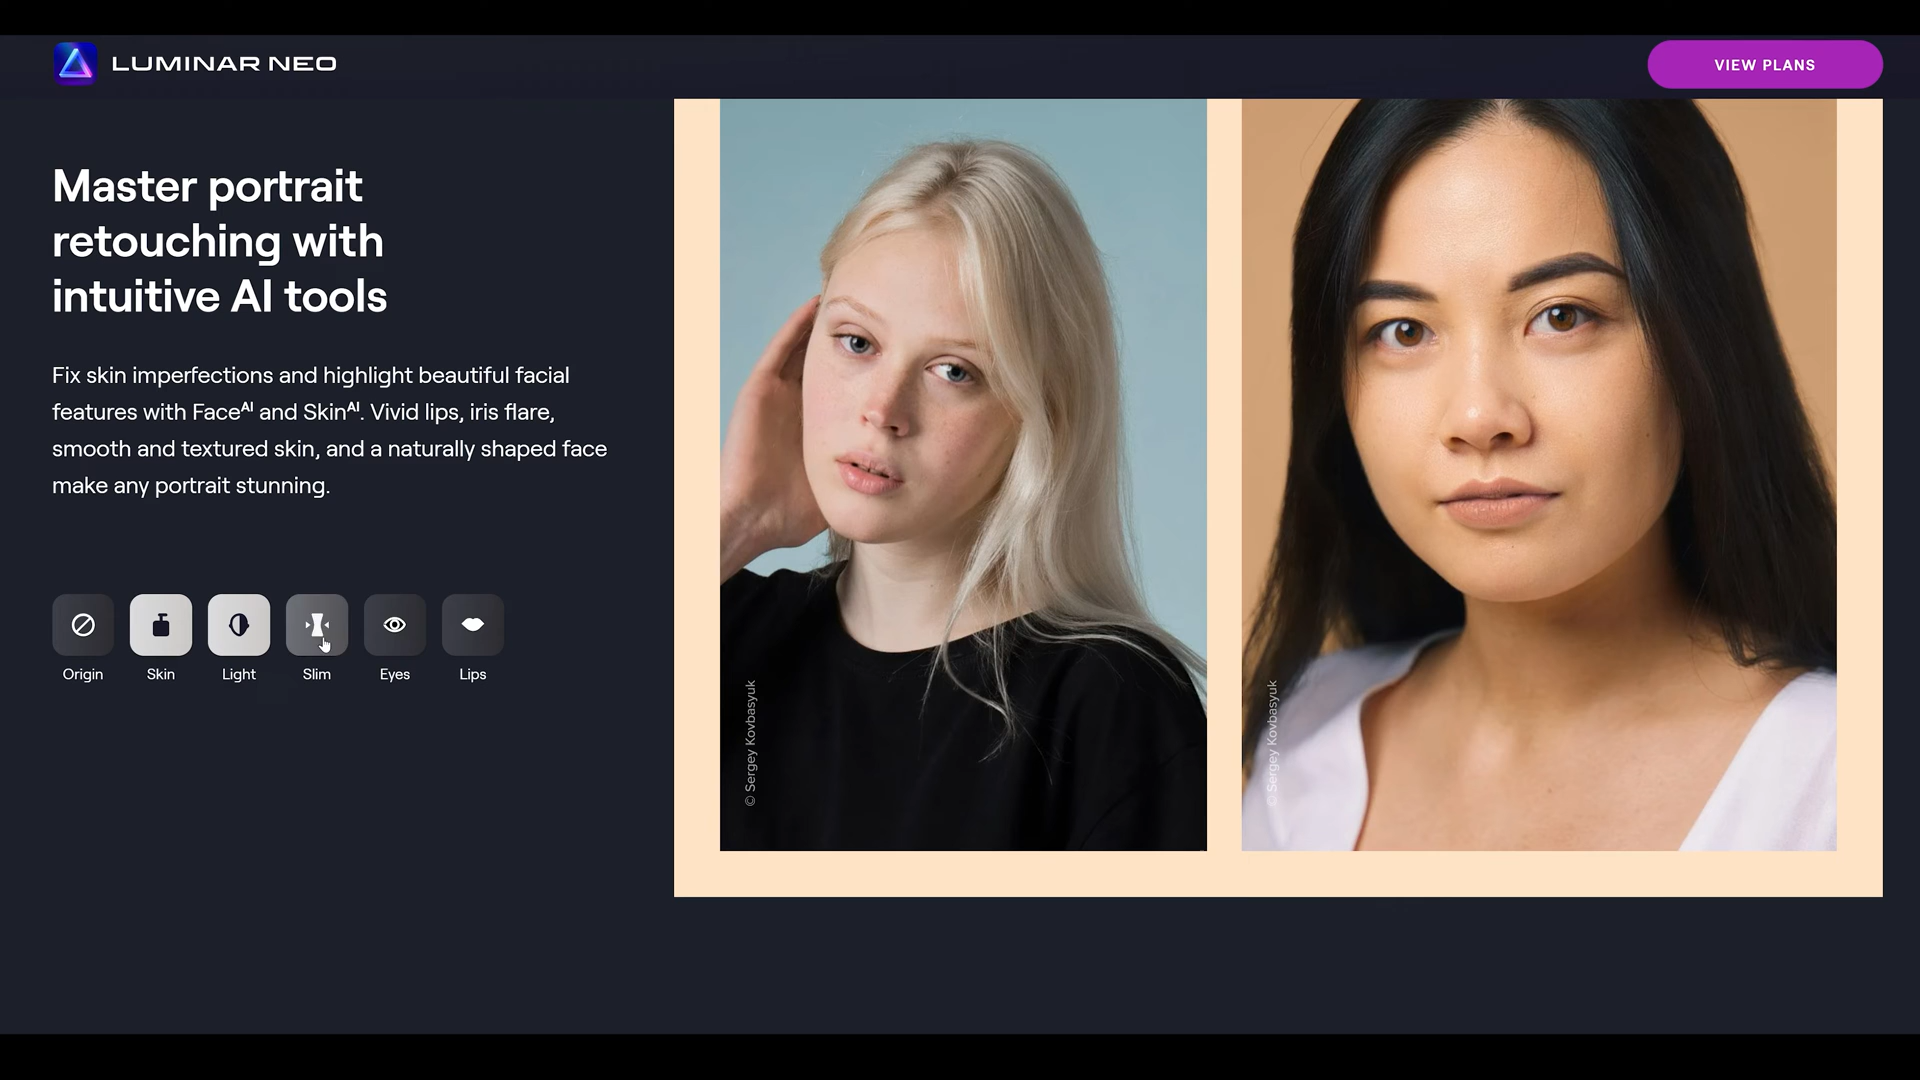 LUMINAR NEO
VIEW PLANS
Master portrait
retouching with
intuitive AI tools
Fix skin imperfections and highlight beautiful facial
features with Faceᴬᴵ and Skinᴬᴵ. Vivid lips, iris flare,
smooth and textured skin, and a naturally shaped face
make any portrait stunning.
Origin Skin Light Slim Eyes Lips
© Sergey Kovbasyuk
© Sergey Kovbasyuk